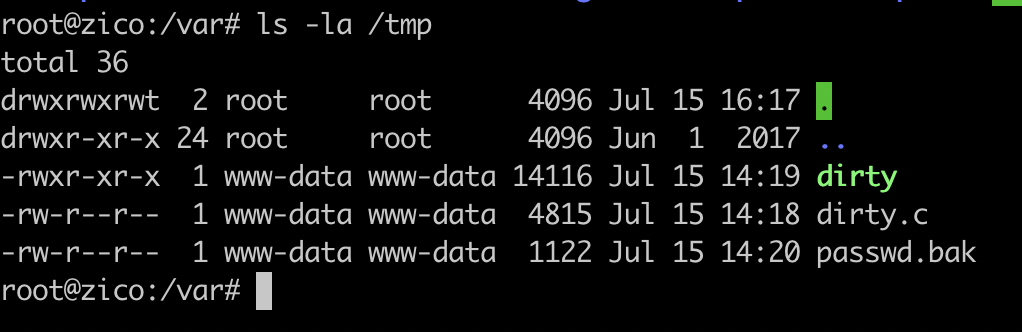 root@zico:/var# ls -la /tmp
total 36
drwxrwxrwt  2 root     root      4096 Jul 15 16:17 .
drwxr-xr-x 24 root     root      4096 Jun  1  2017 ..
-rwxr-xr-x  1 www-data www-data 14116 Jul 15 14:19 dirty
-rw-r--r--  1 www-data www-data  4815 Jul 15 14:18 dirty.c
-rw-r--r--  1 www-data www-data  1122 Jul 15 14:20 passwd.bak
root@zico:/var#